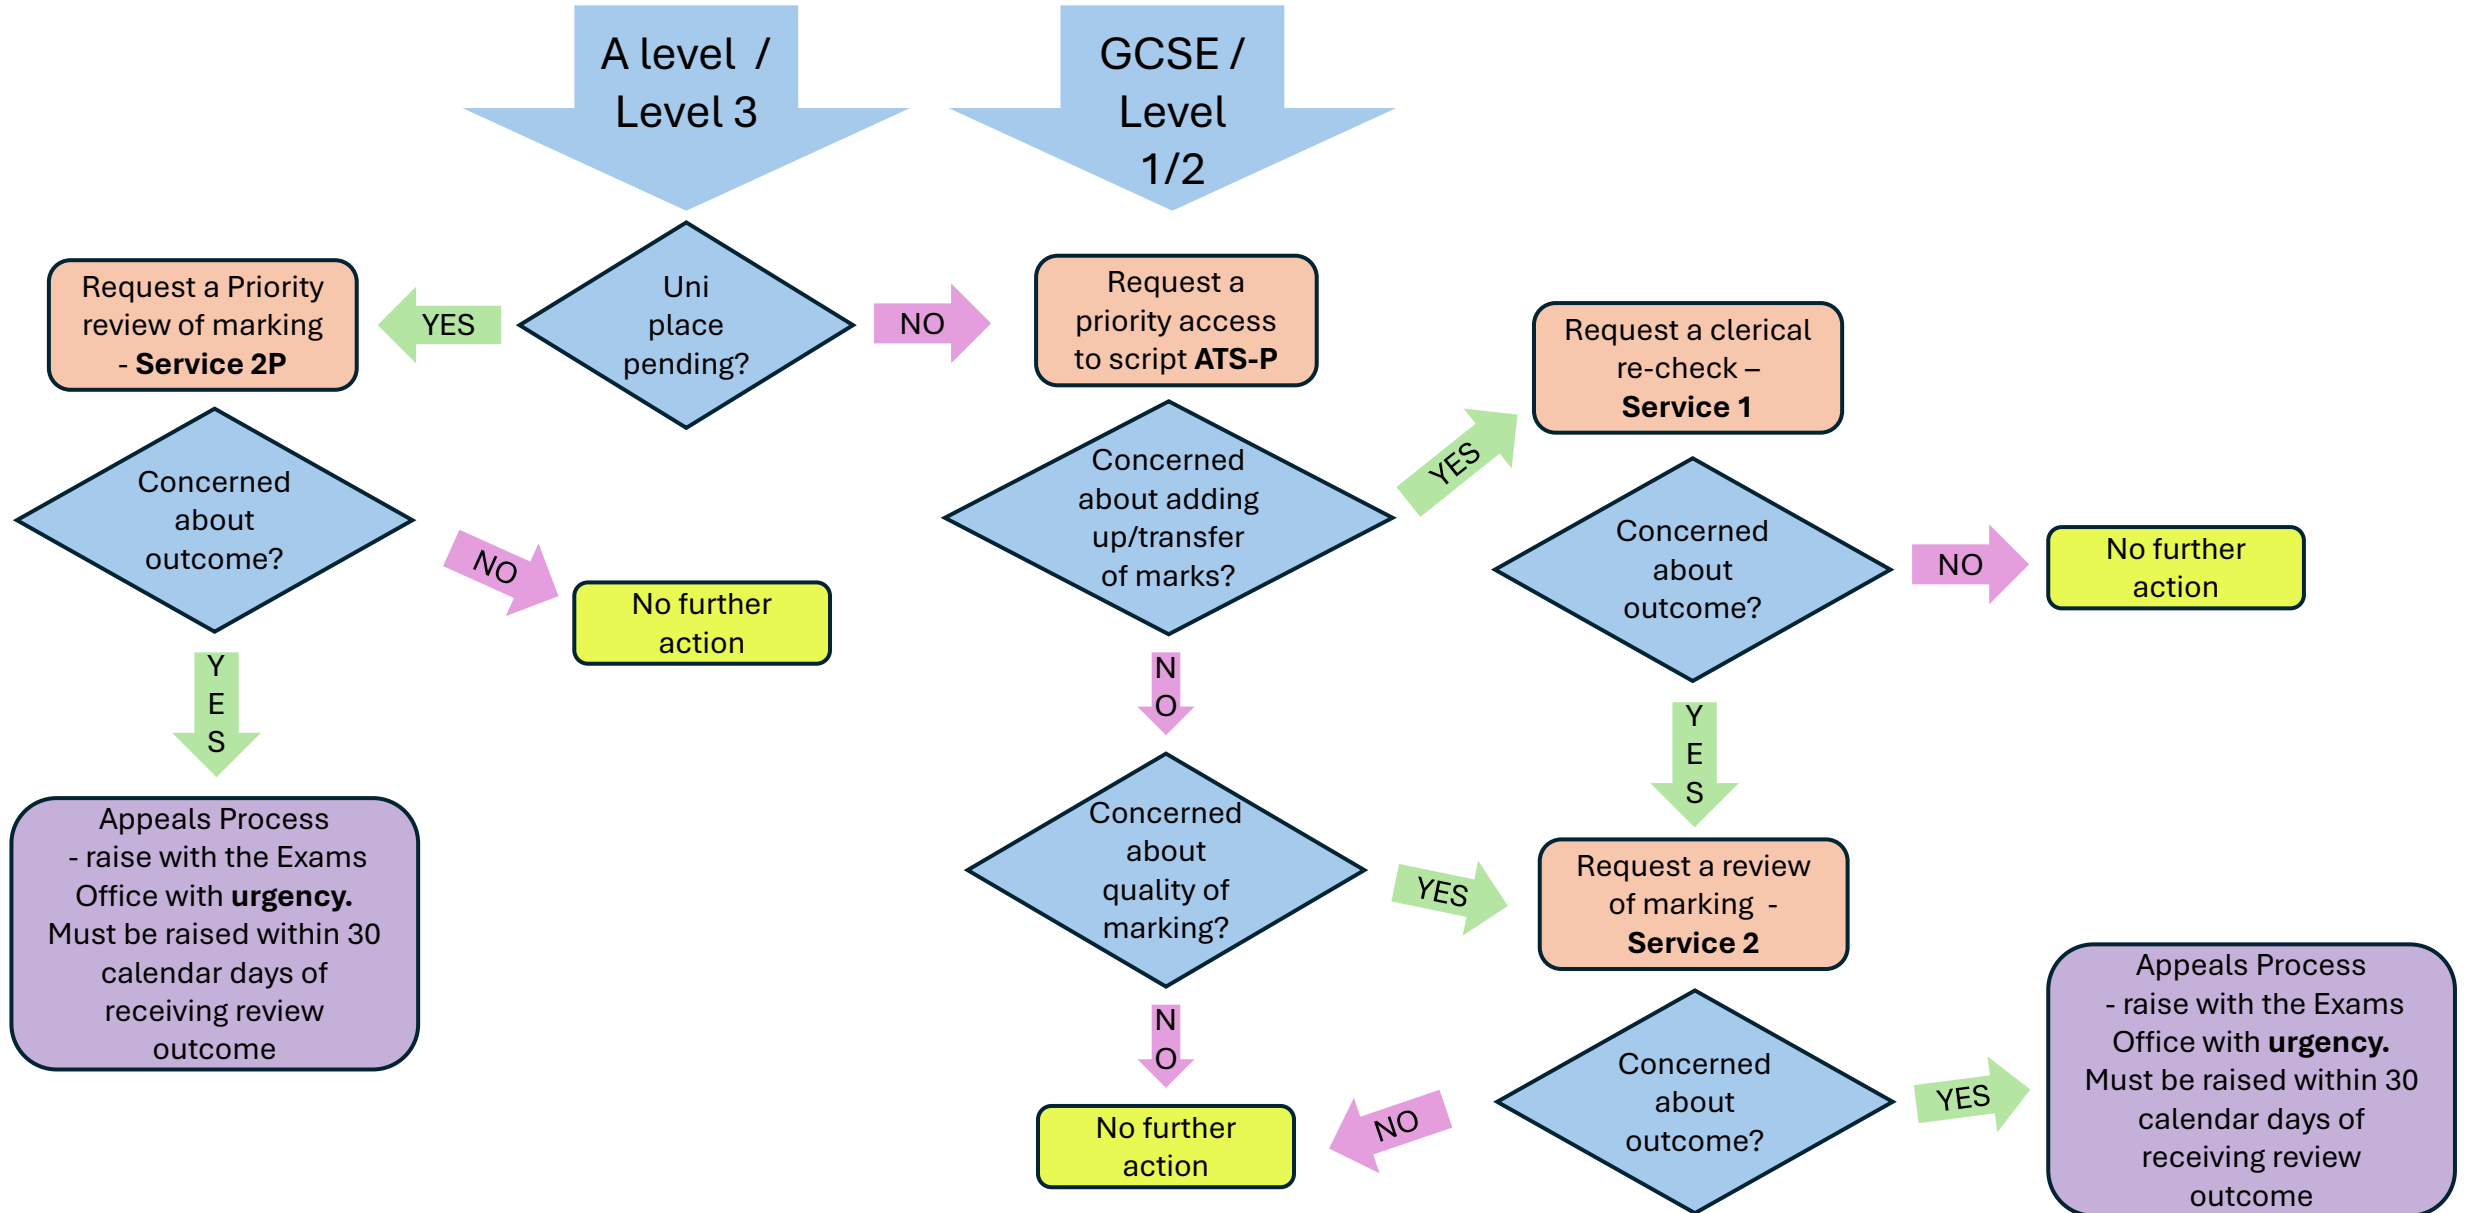 A level /
Level 3
GCSE /
Level
1/2
Uni
place
pending?
YES
Request a Priority
review of marking
- Service 2P
Concerned
about
outcome?
NO
No further
action
Y
E
S
Appeals Process
- raise with the Exams
Office with urgency.
Must be raised within 30
calendar days of
receiving review
outcome
NO
Request a
priority access
to script ATS-P
Concerned
about adding
up/transfer
of marks?
YES
Request a clerical
re-check –
Service 1
Concerned
about
outcome?
NO
No further
action
Y
E
S
N
O
Concerned
about
quality of
marking?
YES
Request a review
of marking -
Service 2
N
O
No further
action
Concerned
about
outcome?
NO
YES
Appeals Process
- raise with the Exams
Office with urgency.
Must be raised within 30
calendar days of
receiving review
outcome